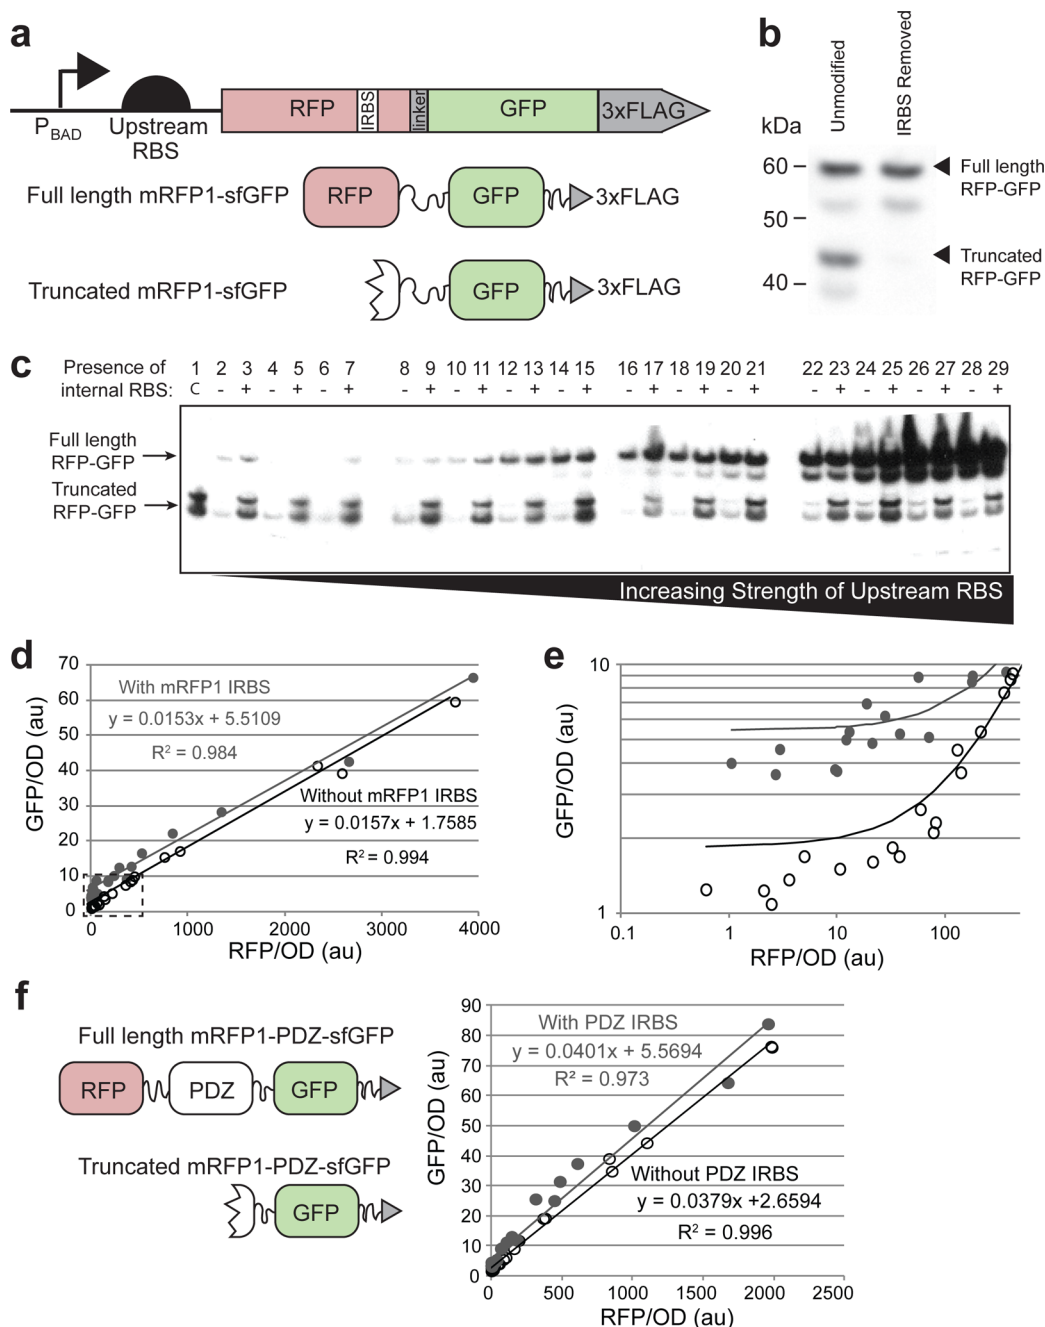 a
P_BAD
Upstream
RBS
RFP
IRBS
linker
GFP
3xFLAG
Full length mRFP1-sfGFP
RFP
GFP
3xFLAG
Truncated mRFP1-sfGFP
GFP
3xFLAG
b
Unmodified
IRBS Removed
kDa
60
50
40
Full length
RFP-GFP
Truncated
RFP-GFP
c
Presence of
internal RBS:
1 2 3 4 5 6 7 8 9 10 11 12 13 14 15 16 17 18 19 20 21 22 23 24 25 26 27 28 29
C - + - + - + - + - + - + - + - + - + - + - + - + - + - +
Full length
RFP-GFP
Truncated
RFP-GFP
Increasing Strength of Upstream RBS
d
GFP/OD (au)
70
60
50
40
30
20
10
0
With mRFP1 IRBS
y = 0.0153x + 5.5109
R² = 0.984
Without mRFP1 IRBS
y = 0.0157x + 1.7585
R² = 0.994
0 1000 2000 3000 4000
RFP/OD (au)
e
GFP/OD (au)
10
1
0.1 1 10 100
RFP/OD (au)
f
Full length mRFP1-PDZ-sfGFP
RFP
PDZ
GFP
Truncated mRFP1-PDZ-sfGFP
GFP
GFP/OD (au)
90
80
70
60
50
40
30
20
10
0
With PDZ IRBS
y = 0.0401x + 5.5694
R² = 0.973
Without PDZ IRBS
y = 0.0379x +2.6594
R² = 0.996
0 500 1000 1500 2000 2500
RFP/OD (au)